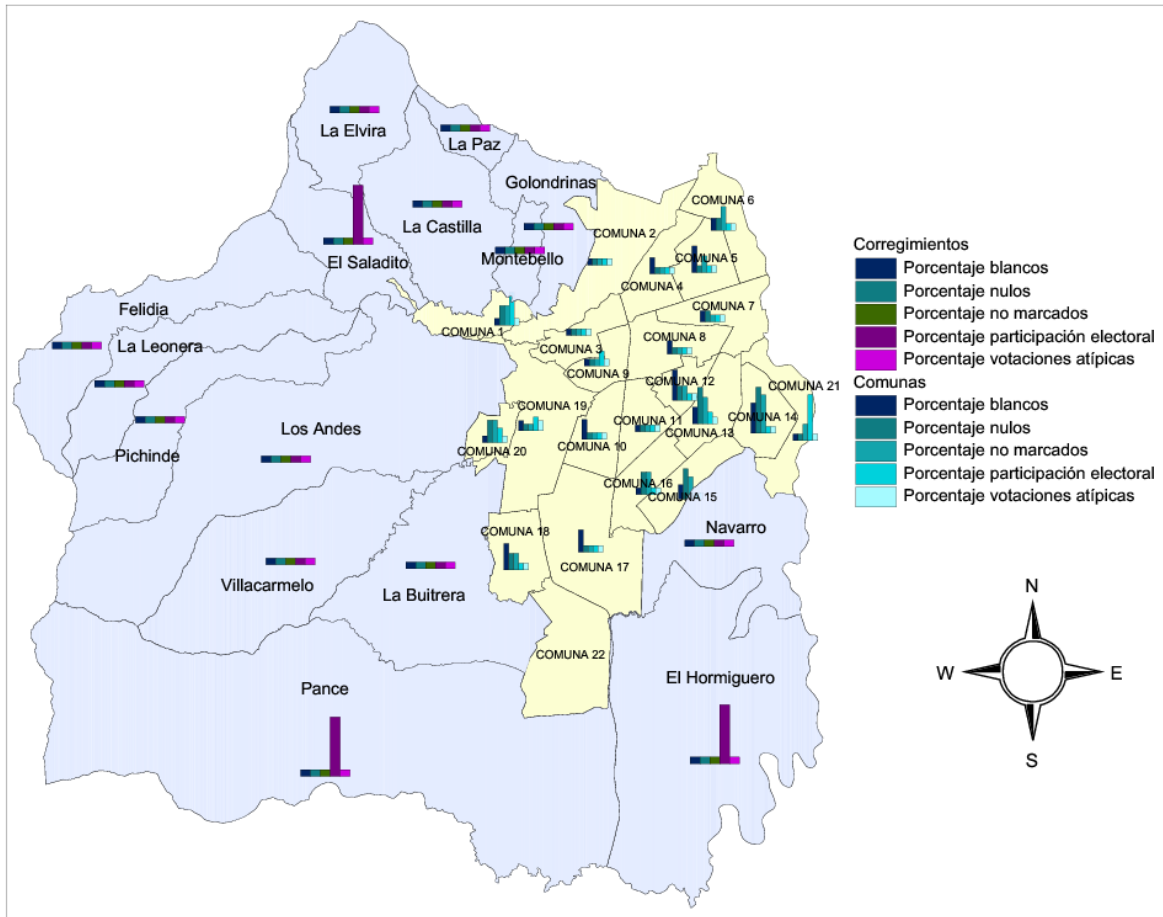 La Elvira
La Paz
Golondrinas
COMUNA 6
La Castilla
COMUNA 2
Montebello
El Saladito
COMUNA 5
COMUNA 4
Felidia
COMUNA 7
COMUNA 1
La Leonera
COMUNA 8
COMUNA 3
COMUNA 9
COMUNA 12
COMUNA 21
COMUNA 19
COMUNA 11
COMUNA 14
Los Andes
COMUNA 13
COMUNA 10
COMUNA 20
Pichinde
COMUNA 16
COMUNA 15
Navarro
COMUNA 18
COMUNA 17
Villacarmelo
La Buitrera
COMUNA 22
Pance
El Hormiguero
Corregimientos
Porcentaje blancos
Porcentaje nulos
Porcentaje no marcados
Porcentaje participación electoral
Porcentaje votaciones atípicas
Comunas
Porcentaje blancos
Porcentaje nulos
Porcentaje no marcados
Porcentaje participación electoral
Porcentaje votaciones atípicas
N
W
E
S